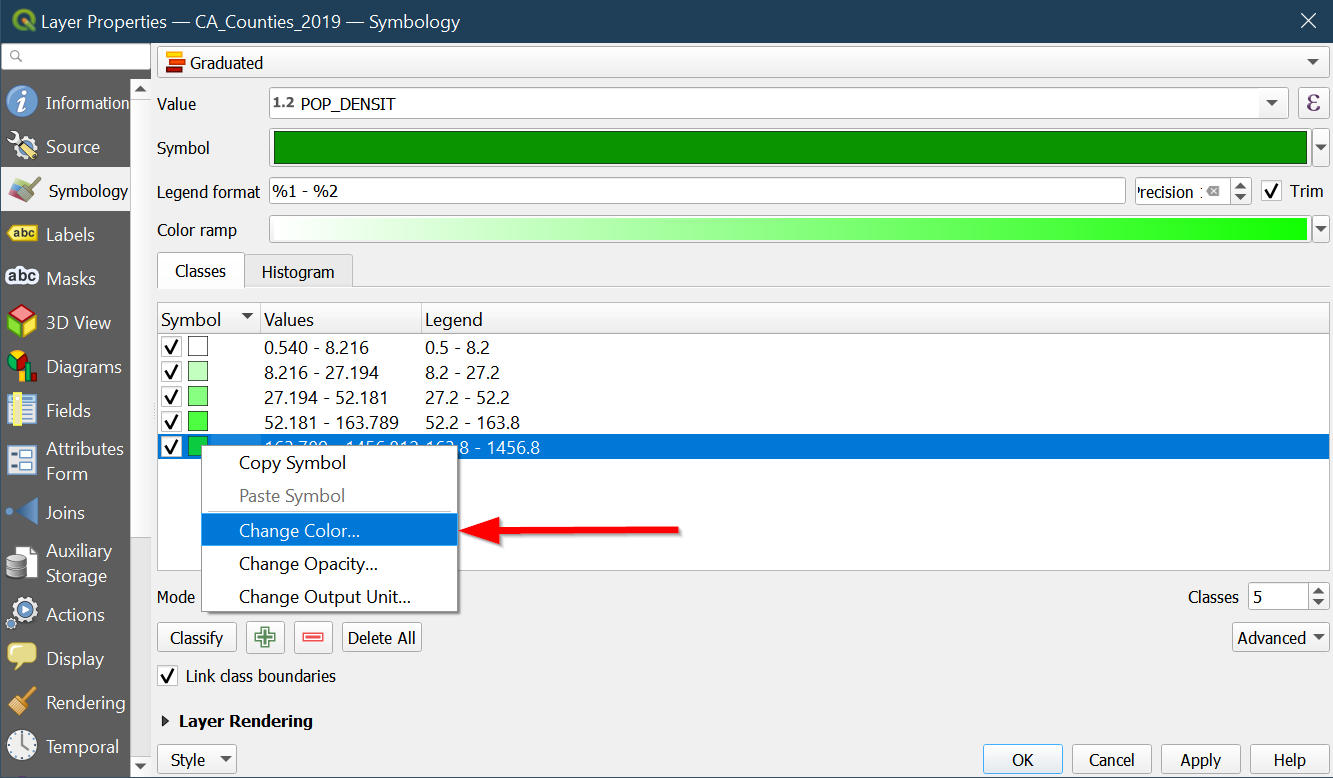 Layer Properties — CA_Counties_2019 — Symbology
Information
Source
Symbology
abc Labels
abc Masks
3D View
Diagrams
Fields
Attributes
Form
Joins
Auxiliary
Storage
Actions
Display
Rendering
Temporal
Graduated
Value 1.2 POP_DENSIT ε
Symbol
Legend format %1 - %2 Trim
Color ramp
Classes Histogram
Symbol Values Legend
0.540 - 8.216 0.5 - 8.2
8.216 - 27.194 8.2 - 27.2
27.194 - 52.181 27.2 - 52.2
52.181 - 163.789 52.2 - 163.8
- 1456.8
Copy Symbol
Paste Symbol
Change Color...
Change Opacity...
Change Output Unit...
Mode Classes 5
Classify Delete All Advanced
Link class boundaries
Layer Rendering
Style OK Cancel Apply Help